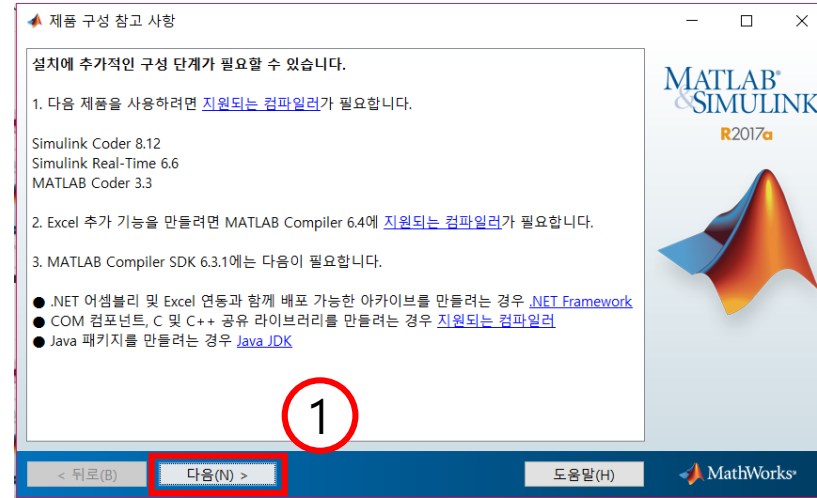 제품 구성 참고 사항
설치에 추가적인 구성 단계가 필요할 수 있습니다.
1. 다음 제품을 사용하려면 지원되는 컴파일러가 필요합니다.
Simulink Coder 8.12
Simulink Real-Time 6.6
MATLAB Coder 3.3
2. Excel 추가 기능을 만들려면 MATLAB Compiler 6.4에 지원되는 컴파일러가 필요합니다.
3. MATLAB Compiler SDK 6.3.1에는 다음이 필요합니다.
● .NET 어셈블리 및 Excel 연동과 함께 배포 가능한 아카이브를 만들려는 경우 .NET Framework
● COM 컴포넌트, C 및 C++ 공유 라이브러리를 만들려는 경우 지원되는 컴파일러
● Java 패키지를 만들려는 경우 Java JDK
MATLAB®
&SIMULINK
R2017a
1
< 뒤로(B)
다음(N) >
도움말(H)
MathWorks®